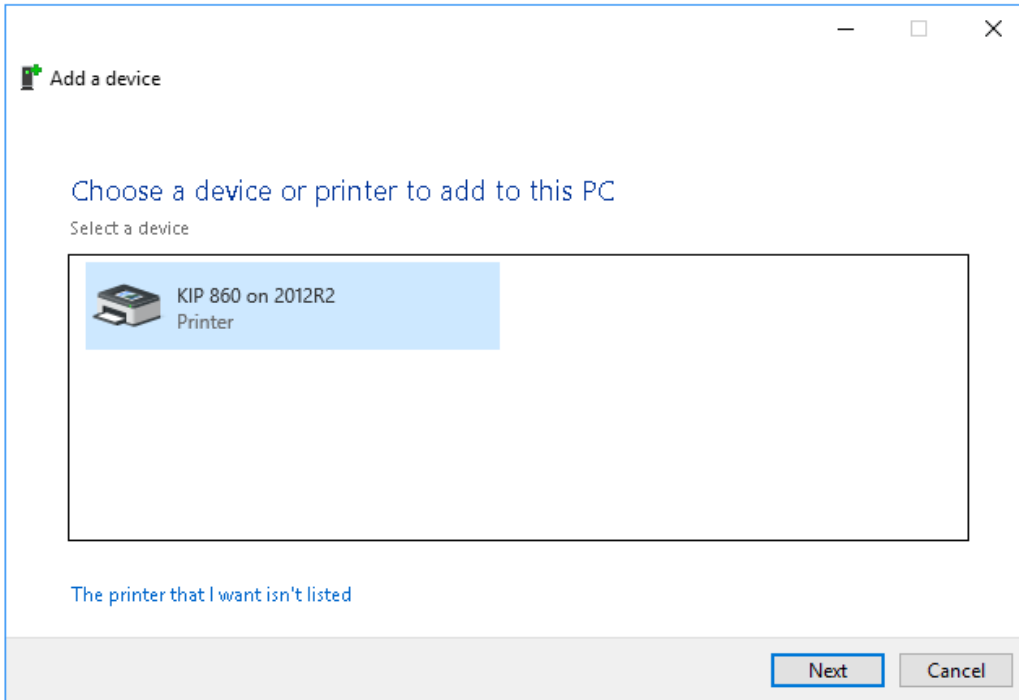 Add a device
Choose a device or printer to add to this PC
Select a device
KIP 860 on 2012R2
Printer
The printer that I want isn't listed
Next
Cancel